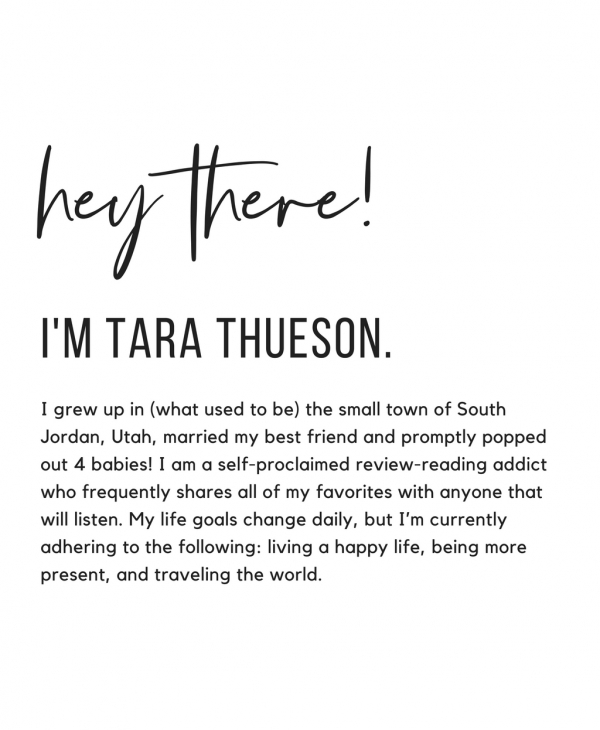 hey there!
I'M TARA THUESON.
I grew up in (what used to be) the small town of South
Jordan, Utah, married my best friend and promptly popped
out 4 babies! I am a self-proclaimed review-reading addict
who frequently shares all of my favorites with anyone that
will listen. My life goals change daily, but I’m currently
adhering to the following: living a happy life, being more
present, and traveling the world.